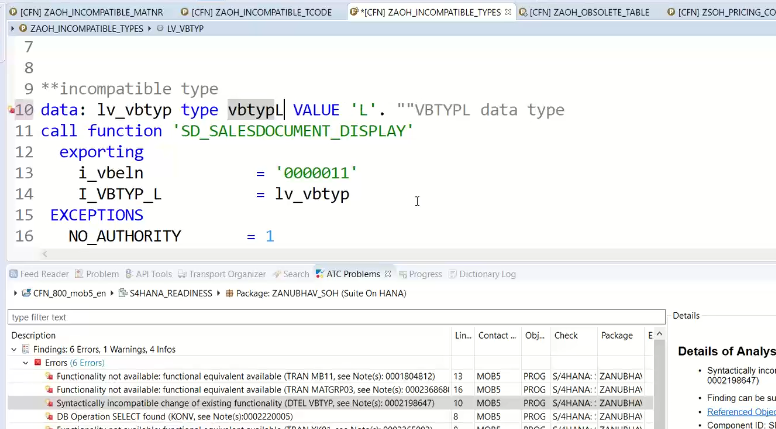 [CFN] ZAOH_INCOMPATIBLE_MATNR [CFN] ZAOH_INCOMPATIBLE_TCODE *[CFN] ZAOH_INCOMPATIBLE_TYPES [CFN] ZAOH_OBSOLETE_TABLE [CFN] ZSOH_PRICING_CO
ZAOH_INCOMPATIBLE_TYPES LV_VBTYP
7
8
9 **incompatible type
10 data: lv_vbtyp type vbtypL VALUE 'L'. ""VBTYPL data type
11 call function 'SD_SALESDOCUMENT_DISPLAY'
12 exporting
13 i_vbeln = '0000011'
14 I_VBTYP_L = lv_vbtyp
15 EXCEPTIONS
16 NO_AUTHORITY = 1
Feed Reader Problem API Tools Transport Organizer Search ATC Problems Progress Dictionary Log
CFN_800_mob5_en S4HANA_READINESS Package: ZANUBHAV_SOH (Suite On HANA)
type filter text
Details
Description Lin... Contact ... Obj... Check Package E
Findings: 6 Errors, 1 Warnings, 4 Infos
Details of Analys
Errors (6 Errors)
Functionality not available: functional equivalent available (TRAN MB11, see Note(s): 0001804812) 13 MOB5 PROG S/4HANA: S ZANUBHAV
Syntactically incom
0002198647)
Functionality not available: functional equivalent available (TRAN MATGRP03, see Note(s): 0002368680 16 MOB5 PROG S/4HANA: S ZANUBHAV
Syntactically incompatible change of existing functionality (DTEL VBTYP, see Note(s): 0002198647) 10 MOB5 PROG S/4HANA: S ZANUBHAV
Finding can be su
Referenced Objec
DB Operation SELECT found (KONV, see Note(s):0002220005) 8 MOB5 PROG S/4HANA: S ZANUBHAV
Component ID: S